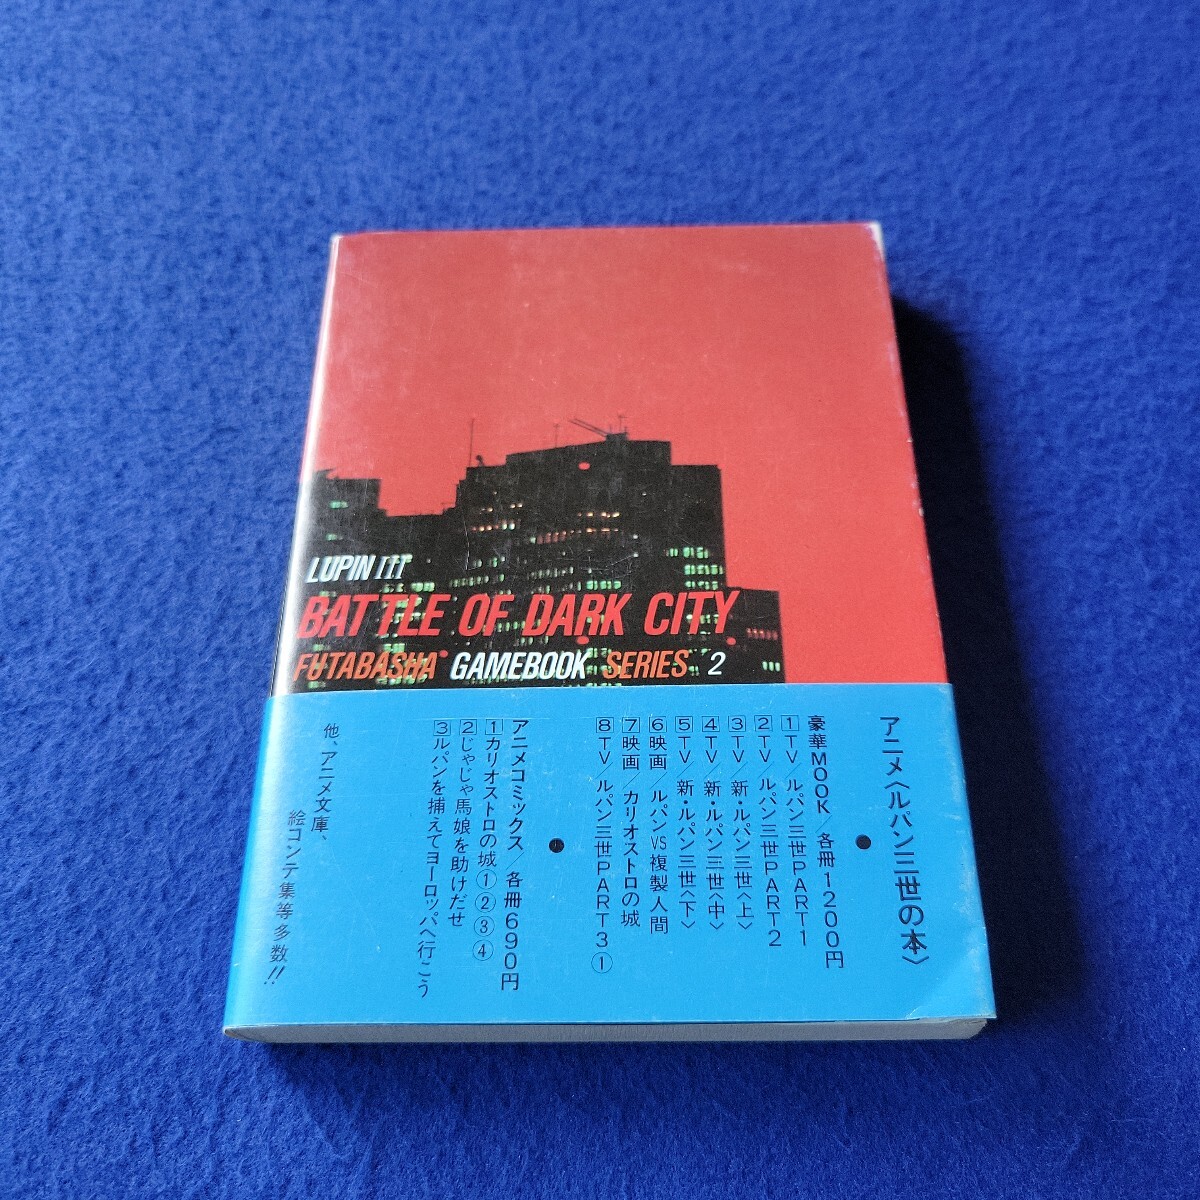 LUPIN III
BATTLE OF DARK CITY
FUTABASHA GAMEBOOK SERIES 2
アニメ〈ルパン三世の本〉
●
豪華MOOK／各冊1200円
1TV／ルパン三世PART1
2TV／ルパン三世PART2
3TV／新・ルパン三世〈上〉
4TV／新・ルパン三世〈中〉
5TV／新・ルパン三世〈下〉
6映画／ルパンVS複製人間
7映画／カリオストロの城
8TV／ルパン三世PART3①
●
アニメコミックス／各冊690円
1カリオストロの城①②③④
2じゃじゃ馬娘を助けだせ
3ルパンを捕えてヨーロッパへ行こう
他、アニメ文庫、
絵コンテ集等多数!!